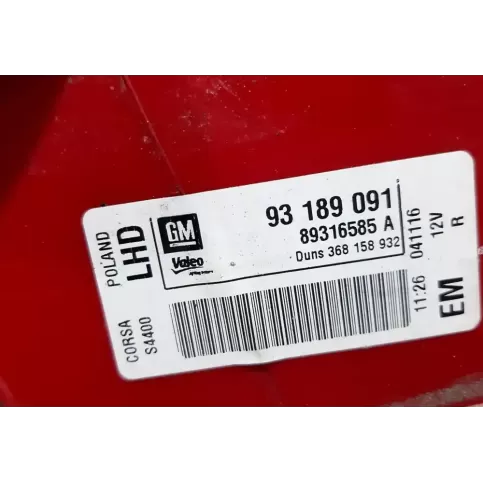 POLAND
LHD
CORSA
S4400
GM
Valeo
93 189 091
89316585 A
Duns 368 158 932
11:26 041116
12V
EM R